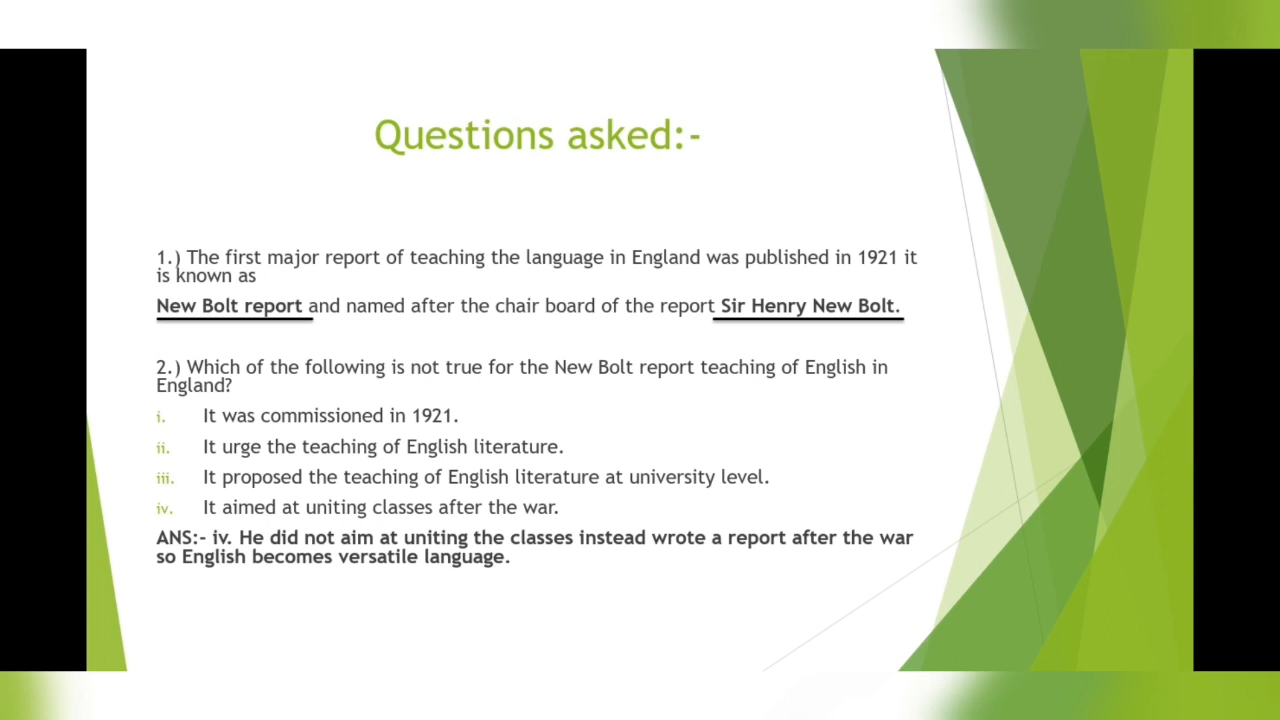 Questions asked:-
1.) The first major report of teaching the language in England was published in 1921 it
is known as
New Bolt report and named after the chair board of the report Sir Henry New Bolt.
2.) Which of the following is not true for the New Bolt report teaching of English in
England?
i. It was commissioned in 1921.
ii. It urge the teaching of English literature.
iii. It proposed the teaching of English literature at university level.
iv. It aimed at uniting classes after the war.
ANS:- iv. He did not aim at uniting the classes instead wrote a report after the war
so English becomes versatile language.